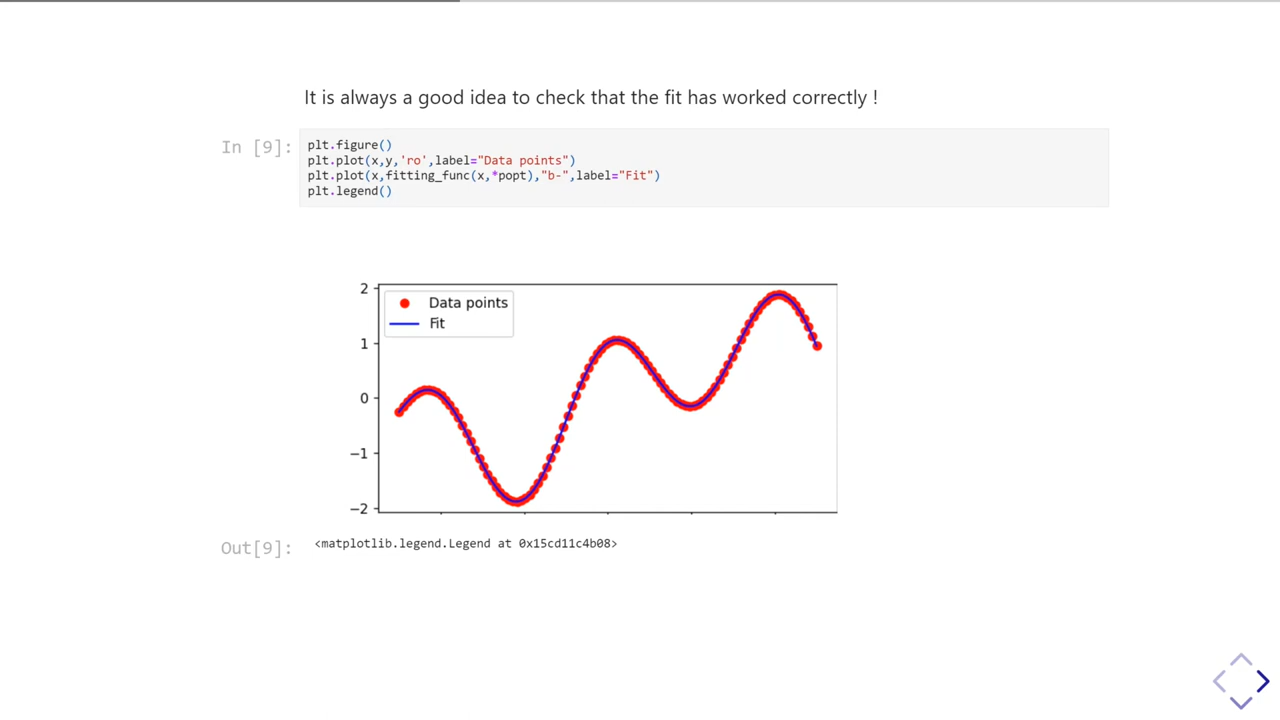 It is always a good idea to check that the fit has worked correctly !
In [9]:
plt.figure()
plt.plot(x,y,'ro',label="Data points")
plt.plot(x,fitting_func(x,*popt),"b-",label="Fit")
plt.legend()
2
1
0
−1
−2
Data points
Fit
Out[9]:
<matplotlib.legend.Legend at 0x15cd11c4b08>